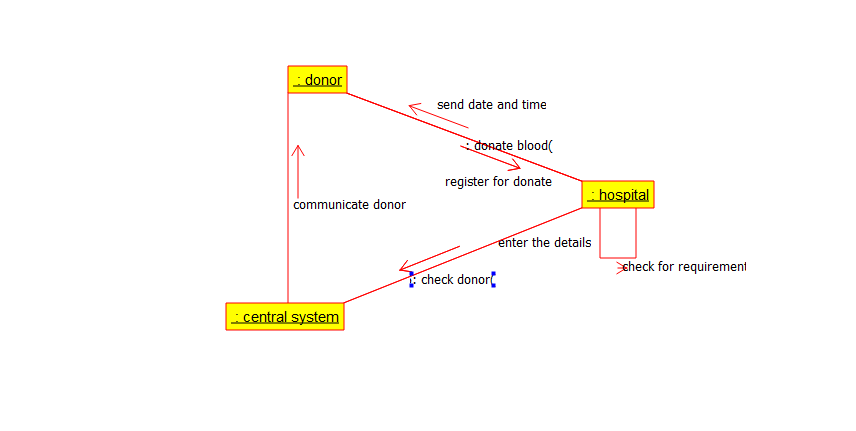 : donor
send date and time
: donate blood(
register for donate
: hospital
communicate donor
enter the details
check for requirement
: check donor(
: central system